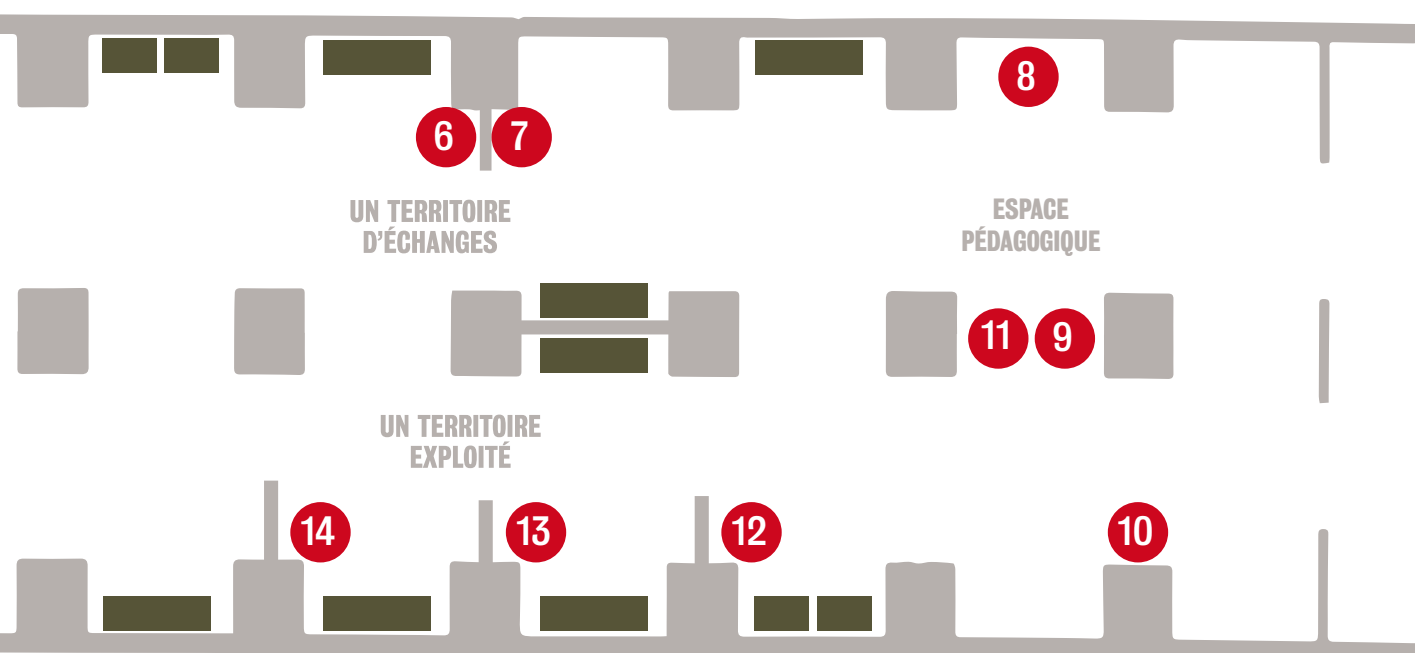 8
6
7
UN TERRITOIRE
D'ÉCHANGES
ESPACE
PÉDAGOGIQUE
11
9
UN TERRITOIRE
EXPLOITÉ
14
13
12
10